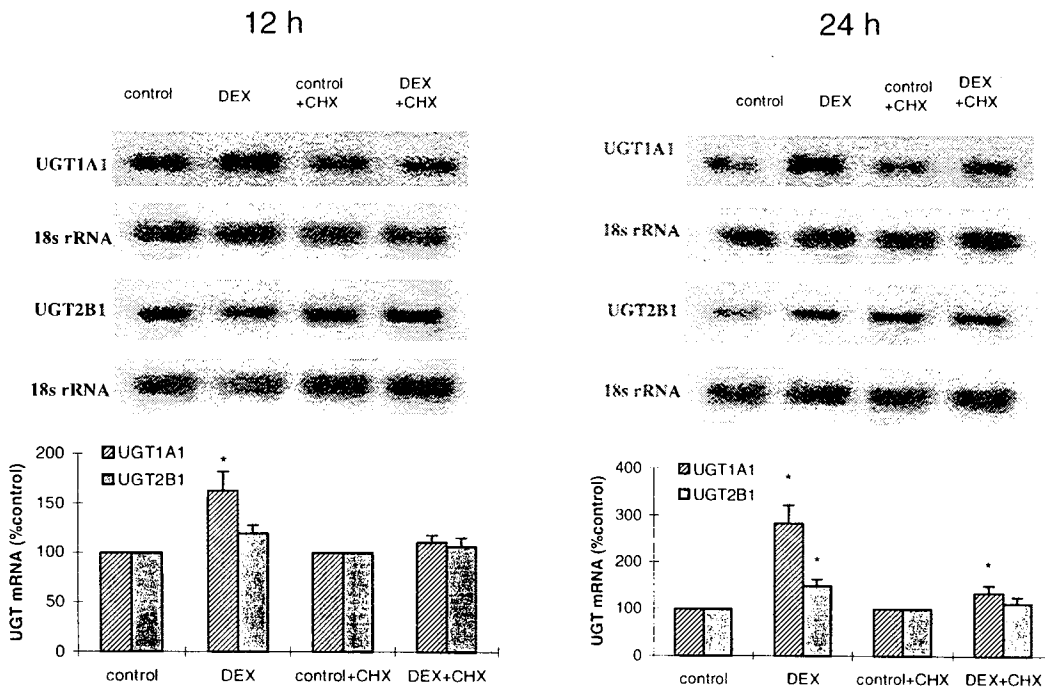 12 h
control DEX control +CHX DEX +CHX
UGT1A1
18s rRNA
UGT2B1
18s rRNA
200
150
100
50
0
UGT mRNA (%control)
UGT1A1
UGT2B1
*
control DEX control+CHX DEX+CHX
24 h
control DEX control +CHX DEX +CHX
UGT1A1
18s rRNA
UGT2B1
18s rRNA
400
300
200
100
0
UGT mRNA (%control)
UGT1A1
UGT2B1
*
*
*
control DEX control+CHX DEX+CHX